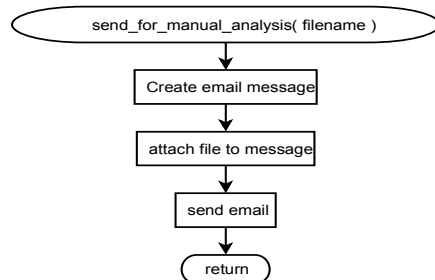 send_for_manual_analysis( filename )
Create email message
attach file to message
send email
return